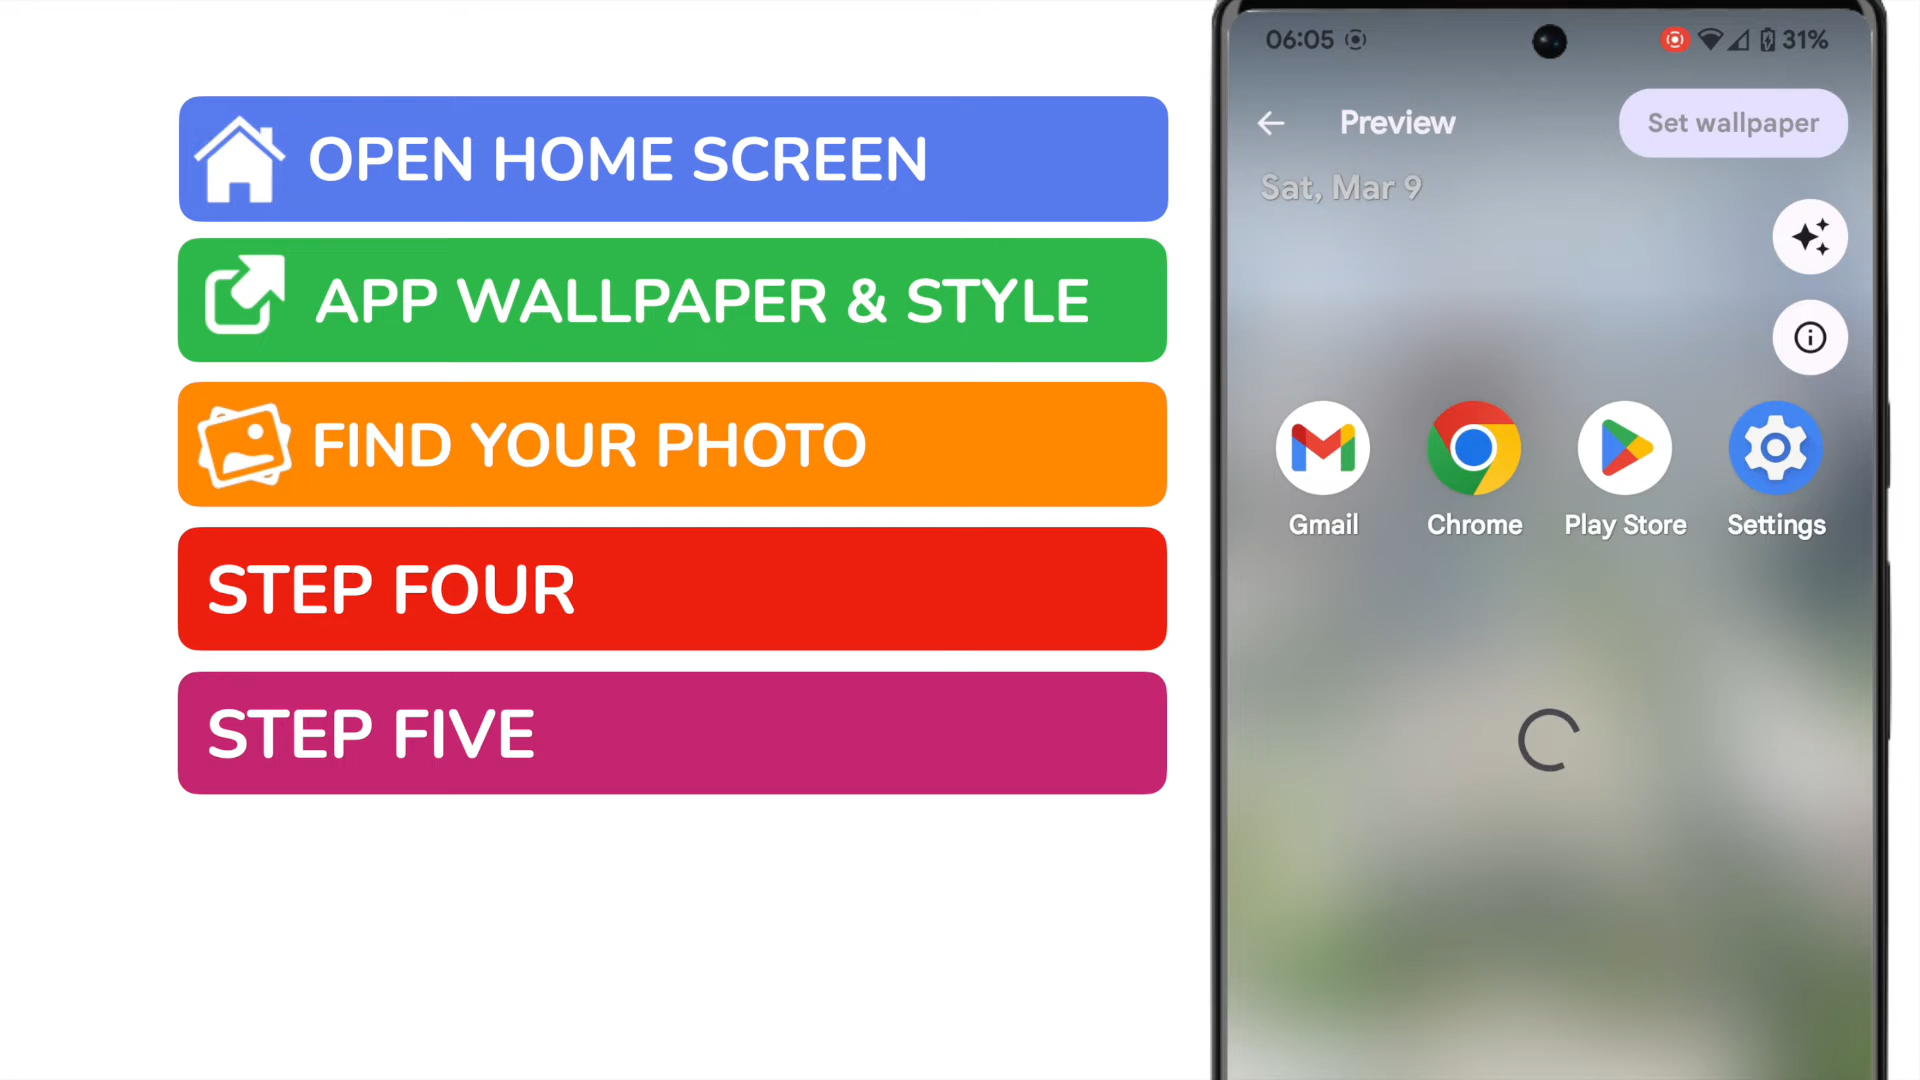 OPEN HOME SCREEN
APP WALLPAPER & STYLE
FIND YOUR PHOTO
STEP FOUR
STEP FIVE
06:05
31%
Preview
Set wallpaper
Sat, Mar 9
Gmail
Chrome
Play Store
Settings